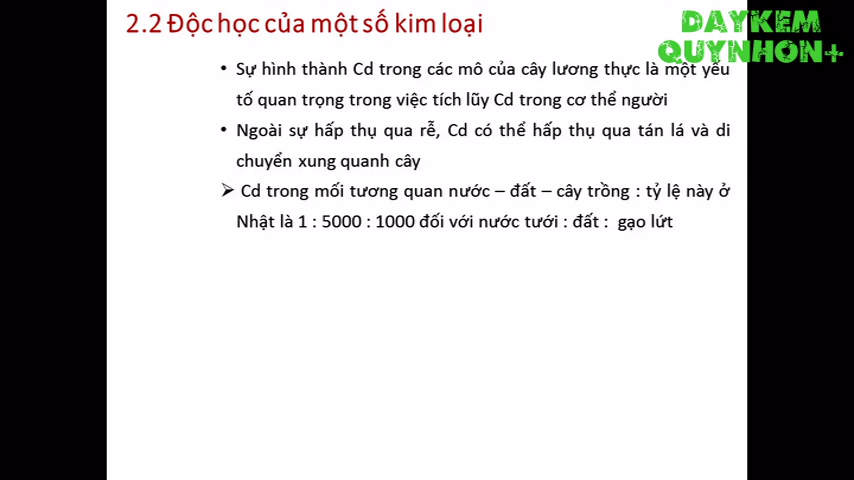 2.2 Độc học của một số kim loại
DAYKEM
QUYNHON+
• Sự hình thành Cd trong các mô của cây lương thực là một yếu
tố quan trọng trong việc tích lũy Cd trong cơ thể người
• Ngoài sự hấp thụ qua rễ, Cd có thể hấp thụ qua tán lá và di
chuyển xung quanh cây
➢ Cd trong mối tương quan nước – đất – cây trồng : tỷ lệ này ở
Nhật là 1 : 5000 : 1000 đối với nước tưới : đất : gạo lứt